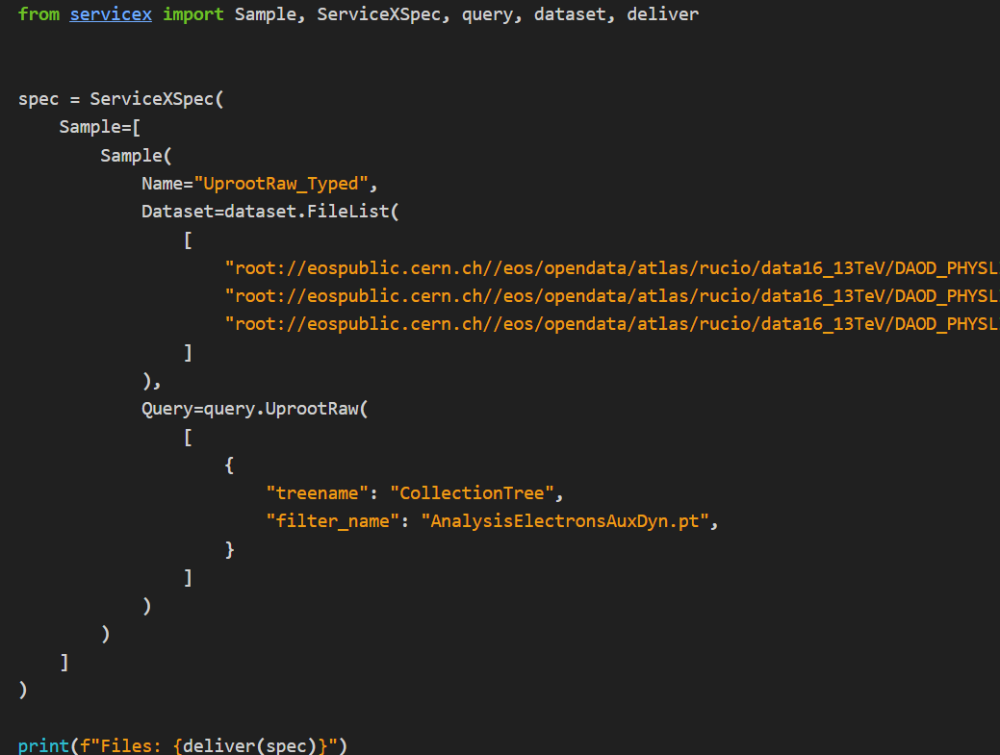 from servicex import Sample, ServiceXSpec, query, dataset, deliver
spec = ServiceXSpec(
    Sample=[
        Sample(
            Name="UprootRaw_Typed",
            Dataset=dataset.FileList(
                [
                    "root://eospublic.cern.ch//eos/opendata/atlas/rucio/data16_13TeV/DAOD_PHYSL
                    "root://eospublic.cern.ch//eos/opendata/atlas/rucio/data16_13TeV/DAOD_PHYSL
                    "root://eospublic.cern.ch//eos/opendata/atlas/rucio/data16_13TeV/DAOD_PHYSL
                ]
            ),
            Query=query.UprootRaw(
                [
                    {
                        "treename": "CollectionTree",
                        "filter_name": "AnalysisElectronsAuxDyn.pt",
                    }
                ]
            )
        )
    ]
)
print(f"Files: {deliver(spec)}")